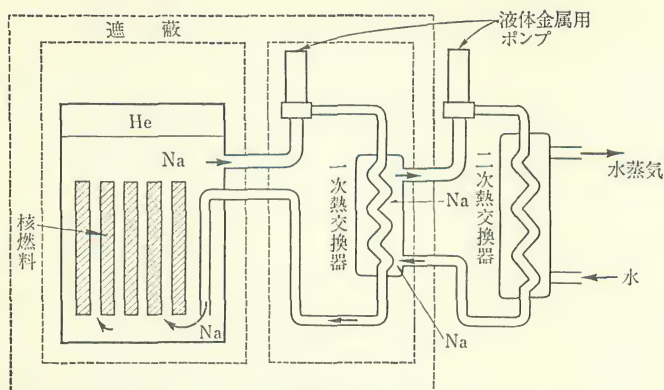 遮蔽
液体金属用
ポンプ
He
Na
一次熱交換器
Na
二次熱交換器
水蒸気
核燃料
水
Na
Na